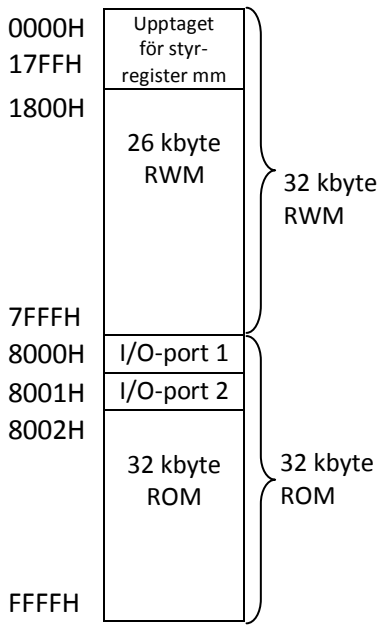 0000H
Upptaget
för styr-
register mm
17FFH
1800H
26 kbyte
RWM
32 kbyte
RWM
7FFFH
8000H
I/O-port 1
8001H
I/O-port 2
8002H
32 kbyte
ROM
32 kbyte
ROM
FFFFH